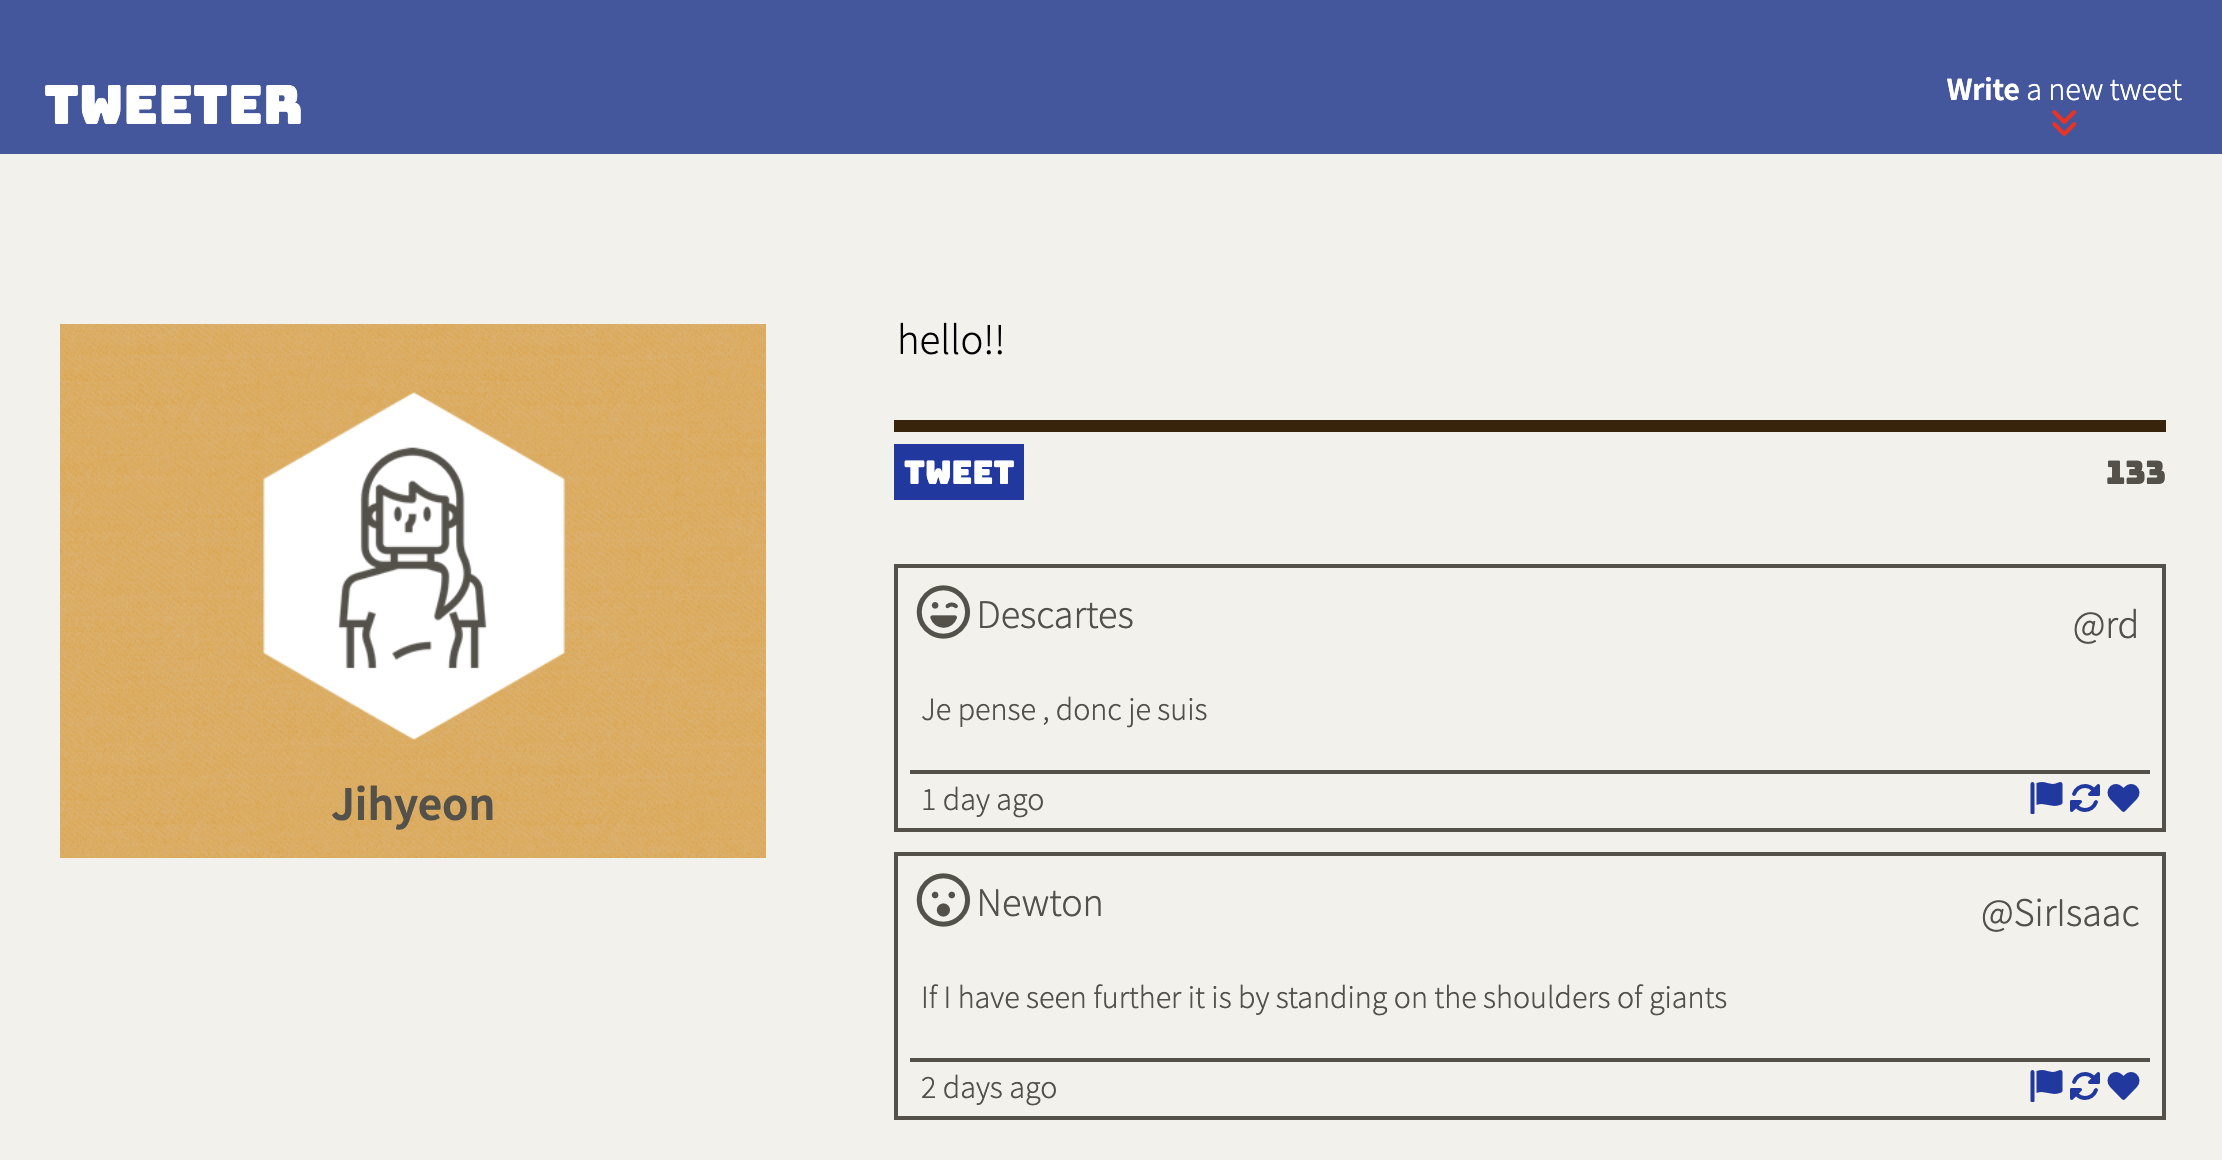 TWEETER
Write a new tweet
Jihyeon
hello!!
TWEET
133
Descartes
@rd
Je pense , donc je suis
1 day ago
Newton
@SirIsaac
If I have seen further it is by standing on the shoulders of giants
2 days ago